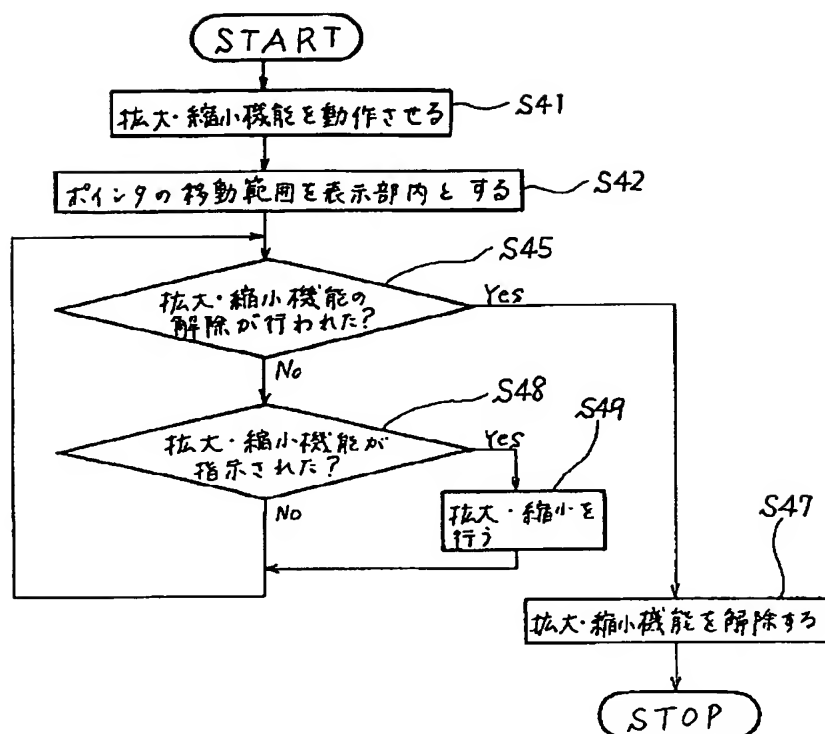 START
拡大・縮小機能を動作させる
S41
ポインタの移動範囲を表示部内とする
S42
S45
拡大・縮小機能の
解除が行われた?
Yes
No
S48
拡大・縮小機能が
指示された?
Yes
No
S49
拡大・縮小を
行う
S47
拡大・縮小機能を解除する
STOP